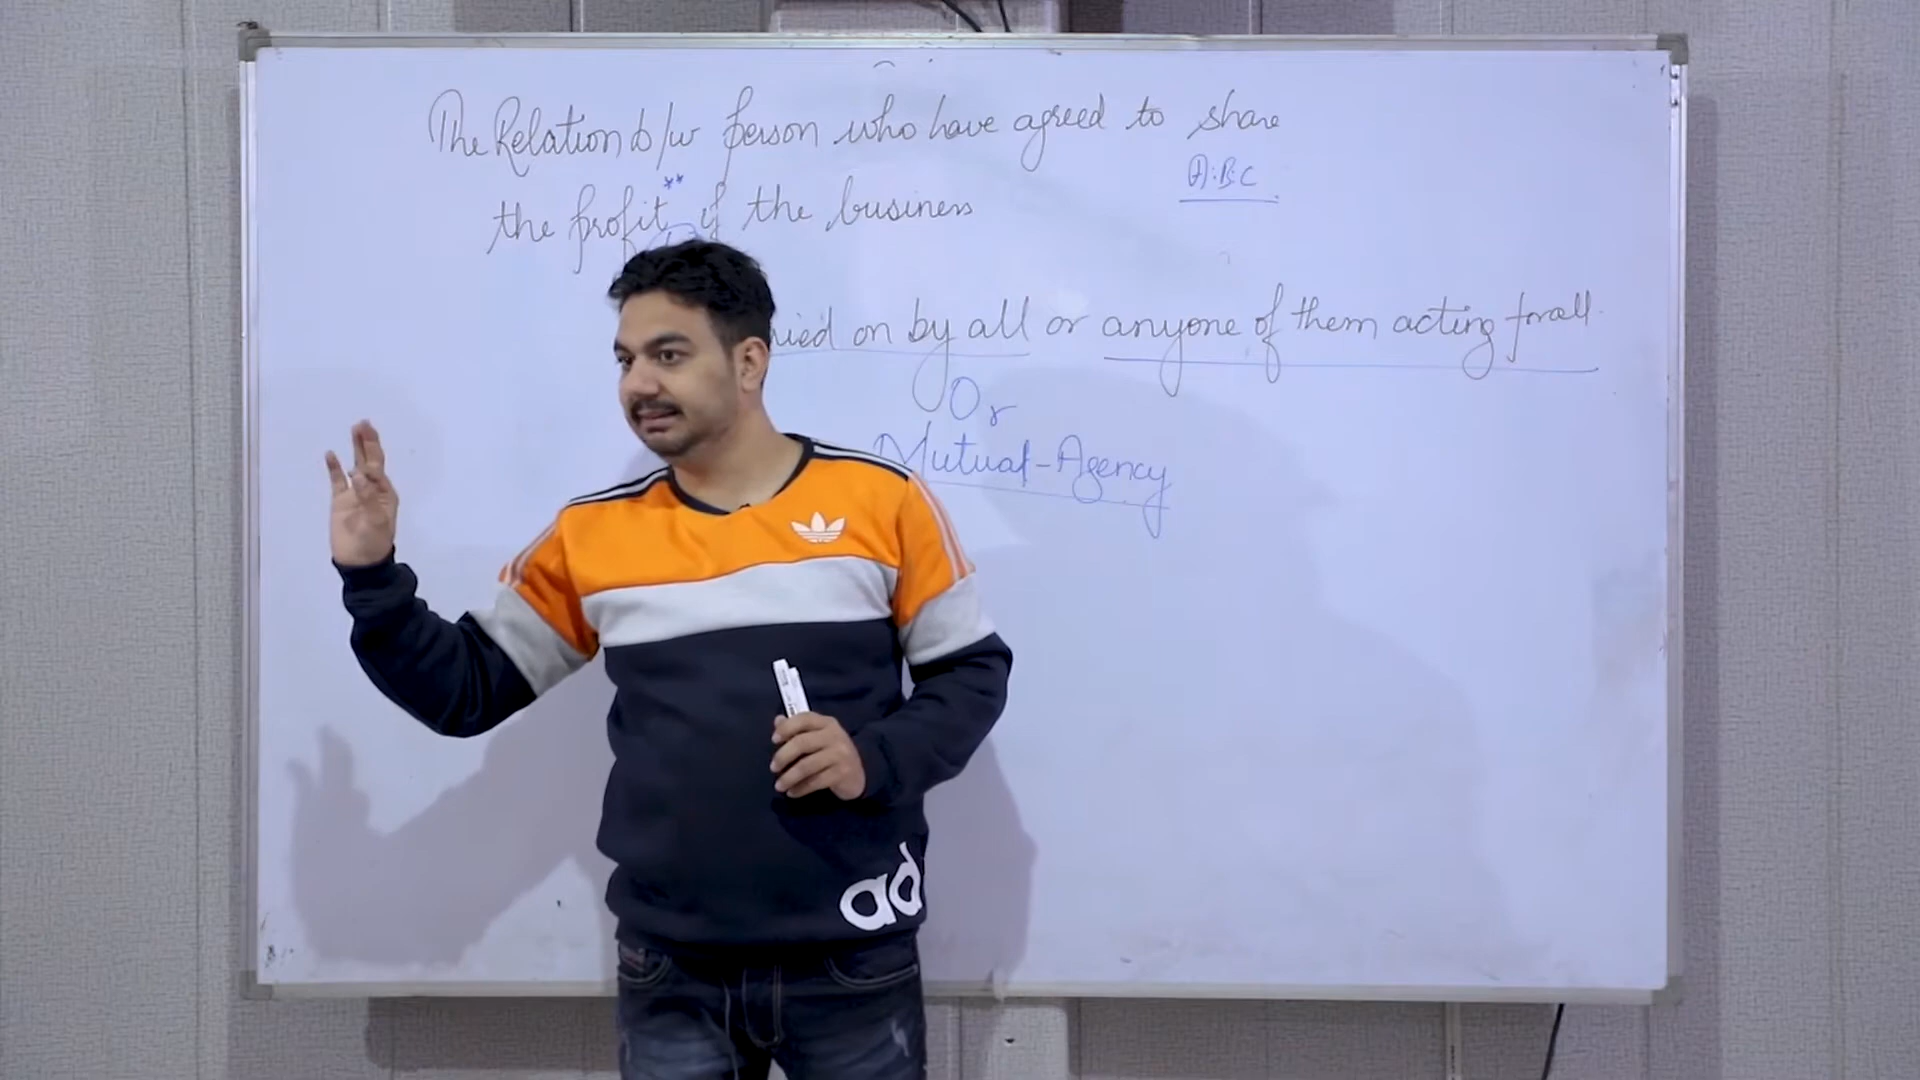 The Relation b/w person who have agreed to share
A:B:C
the profit** of the business
ried on by all or anyone of them acting for all
Or
Mutual-Agency
ad